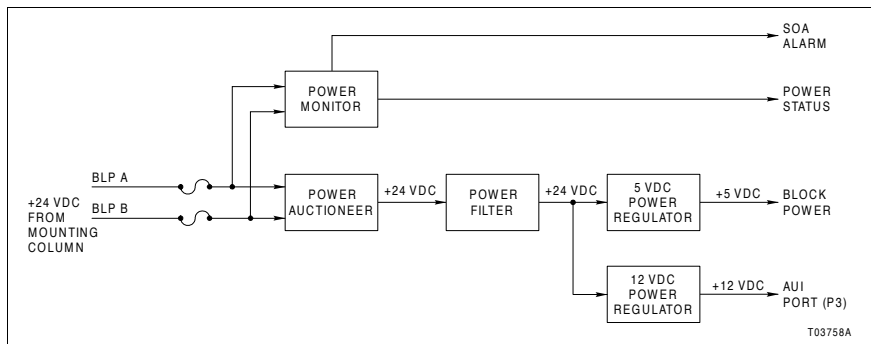 SOA
ALARM
POWER
MONITOR
POWER
STATUS
BLP A
BLP B
+24 VDC
FROM
MOUNTING
COLUMN
POWER
AUCTIONEER
+24 VDC
POWER
FILTER
+24 VDC
5 VDC
POWER
REGULATOR
+5 VDC
BLOCK
POWER
12 VDC
POWER
REGULATOR
+12 VDC
AUI
PORT (P3)
T03758A